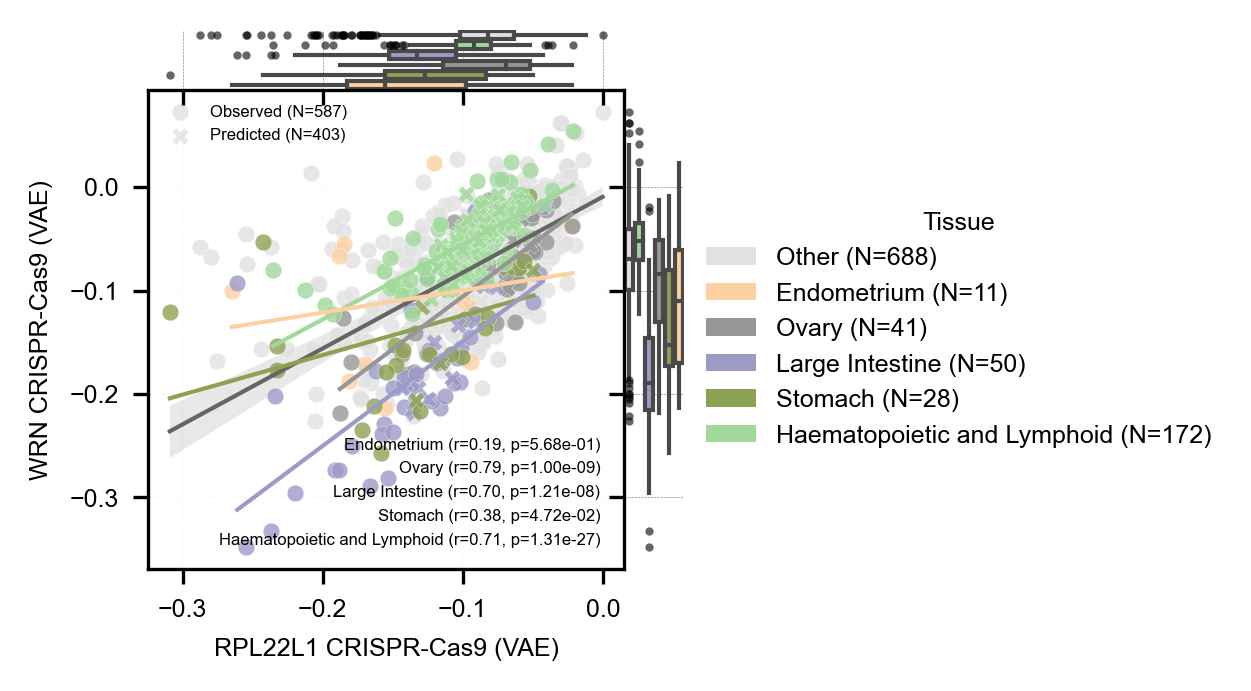 Observed (N=587)
Predicted (N=403)
0.0
−0.1
−0.2
−0.3
WRN CRISPR-Cas9 (VAE)
Endometrium (r=0.19, p=5.68e-01)
Ovary (r=0.79, p=1.00e-09)
Large Intestine (r=0.70, p=1.21e-08)
Stomach (r=0.38, p=4.72e-02)
Haematopoietic and Lymphoid (r=0.71, p=1.31e-27)
−0.3
−0.2
−0.1
0.0
RPL22L1 CRISPR-Cas9 (VAE)
Tissue
Other (N=688)
Endometrium (N=11)
Ovary (N=41)
Large Intestine (N=50)
Stomach (N=28)
Haematopoietic and Lymphoid (N=172)